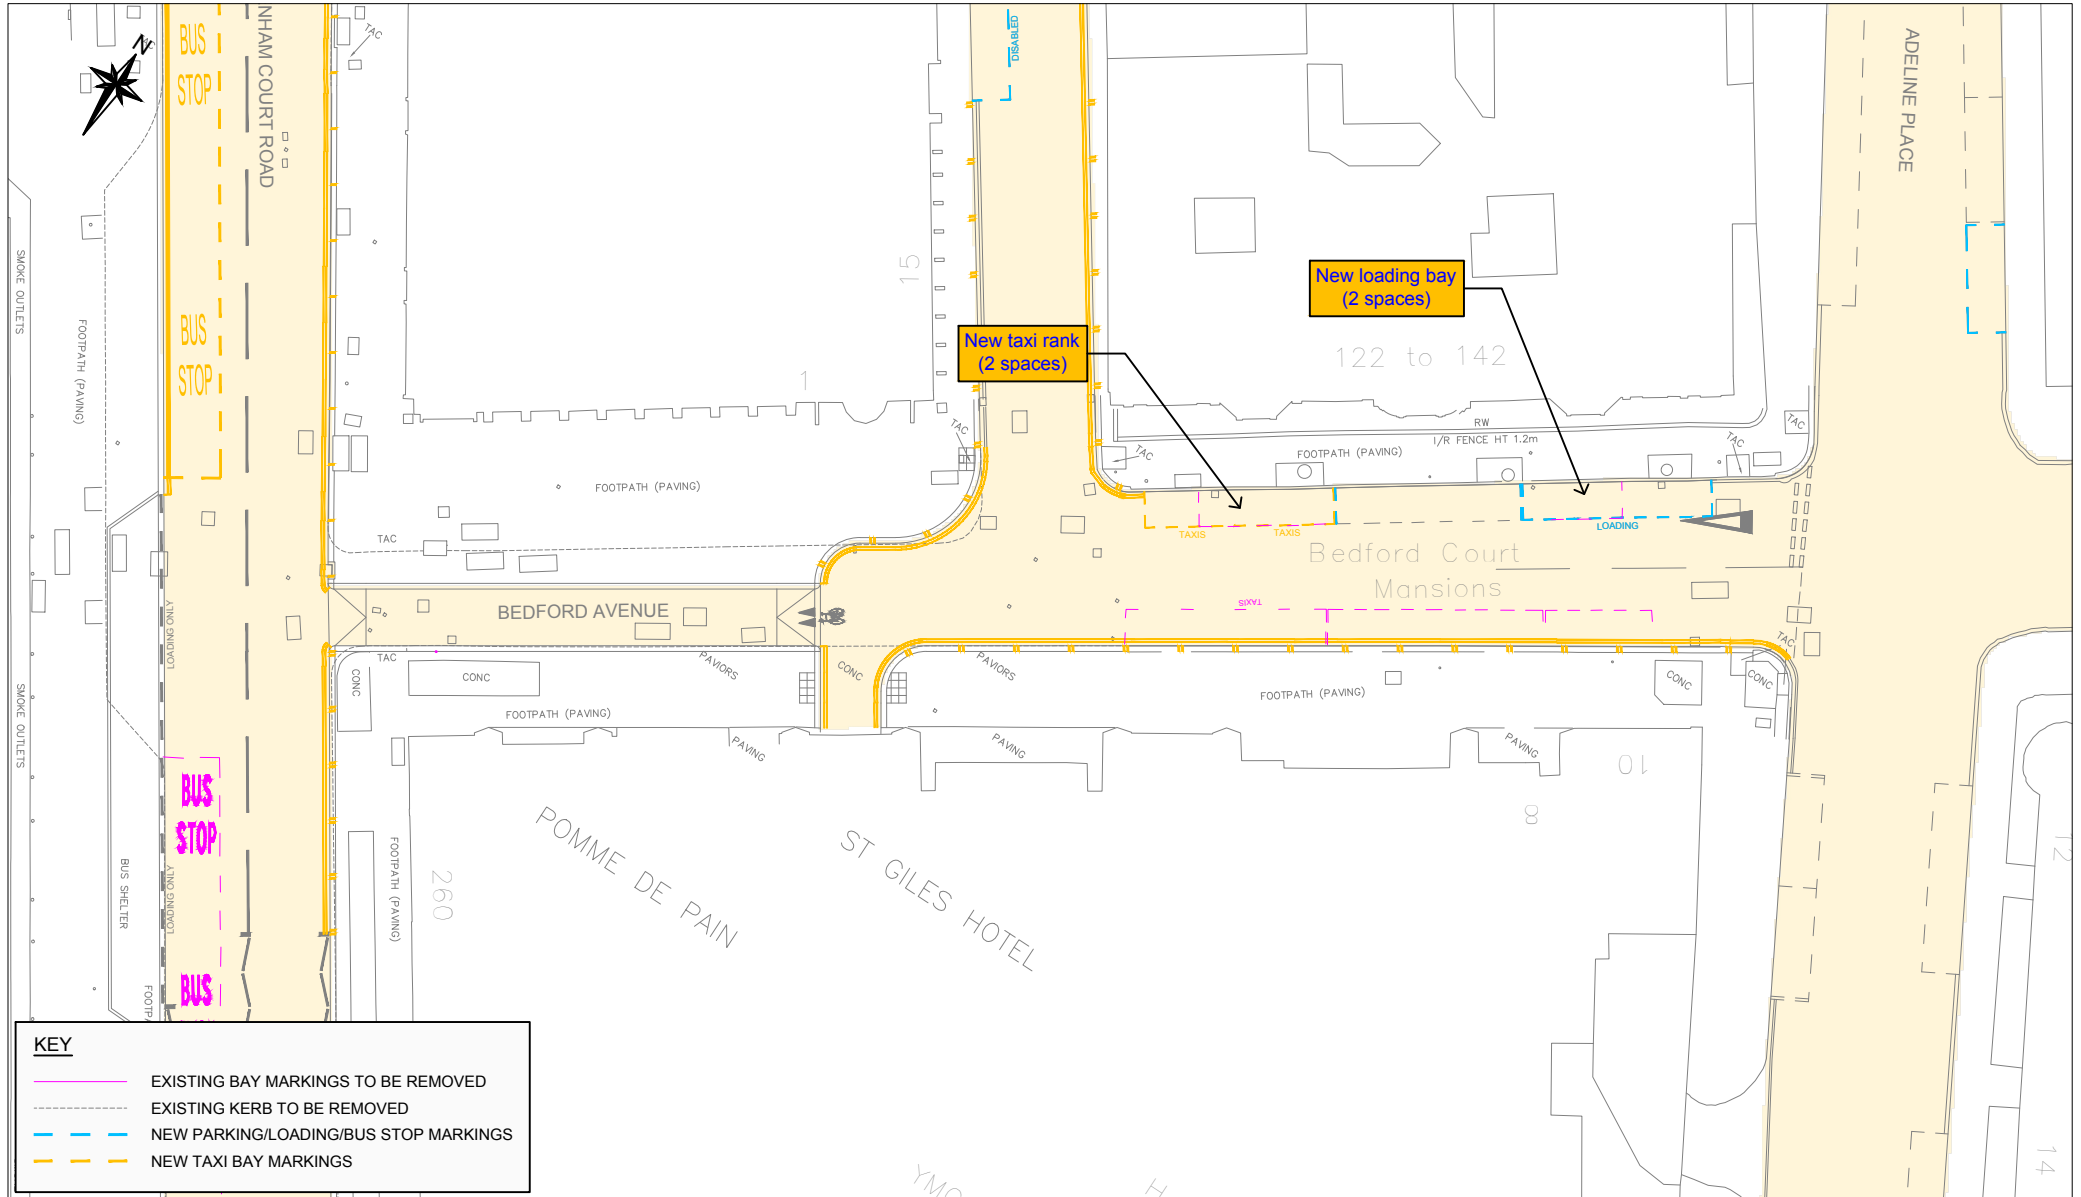 N
TAC
BUS
STOP
NHAM COURT ROAD
TAC
DISABLED
ADELINE PLACE
SMOKE OUTLETS
FOOTPATH (PAVING)
BUS
STOP
15
1
New loading bay
(2 spaces)
New taxi rank
(2 spaces)
122 to 142
RW
I/R FENCE HT 1.2m
FOOTPATH (PAVING)
TAC
TAC
TAC
TAC
FOOTPATH (PAVING)
TAC
TAXIS
TAXIS
LOADING
Bedford Court
Mansions
BEDFORD AVENUE
TAXIS
LOADING ONLY
TAC
CONC
CONC
PAVIORS
CONC
PAVIORS
FOOTPATH (PAVING)
CONC
CONC
TAC
FOOTPATH (PAVING)
PAVING
PAVING
PAVING
SMOKE OUTLETS
10
8
12
BUS
STOP
LOADING ONLY
BUS SHELTER
FOOTPATH (PAVING)
260
POMME DE PAIN
ST GILES HOTEL
BUS
FOOTPA
14
YMC
H
KEY
EXISTING BAY MARKINGS TO BE REMOVED
EXISTING KERB TO BE REMOVED
NEW PARKING/LOADING/BUS STOP MARKINGS
NEW TAXI BAY MARKINGS